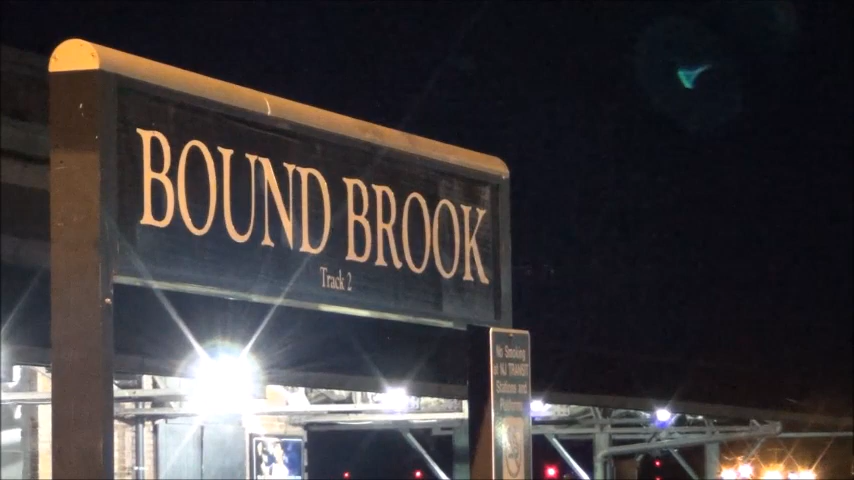 BOUND BROOK
Track 2
No Smoking
at NJ TRANSIT
Stations and